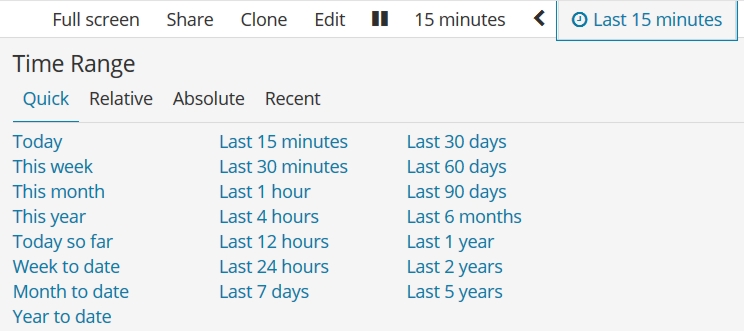 Full screen Share Clone Edit 15 minutes Last 15 minutes
Time Range
Quick Relative Absolute Recent
Today Last 15 minutes Last 30 days
This week Last 30 minutes Last 60 days
This month Last 1 hour Last 90 days
This year Last 4 hours Last 6 months
Today so far Last 12 hours Last 1 year
Week to date Last 24 hours Last 2 years
Month to date Last 7 days Last 5 years
Year to date